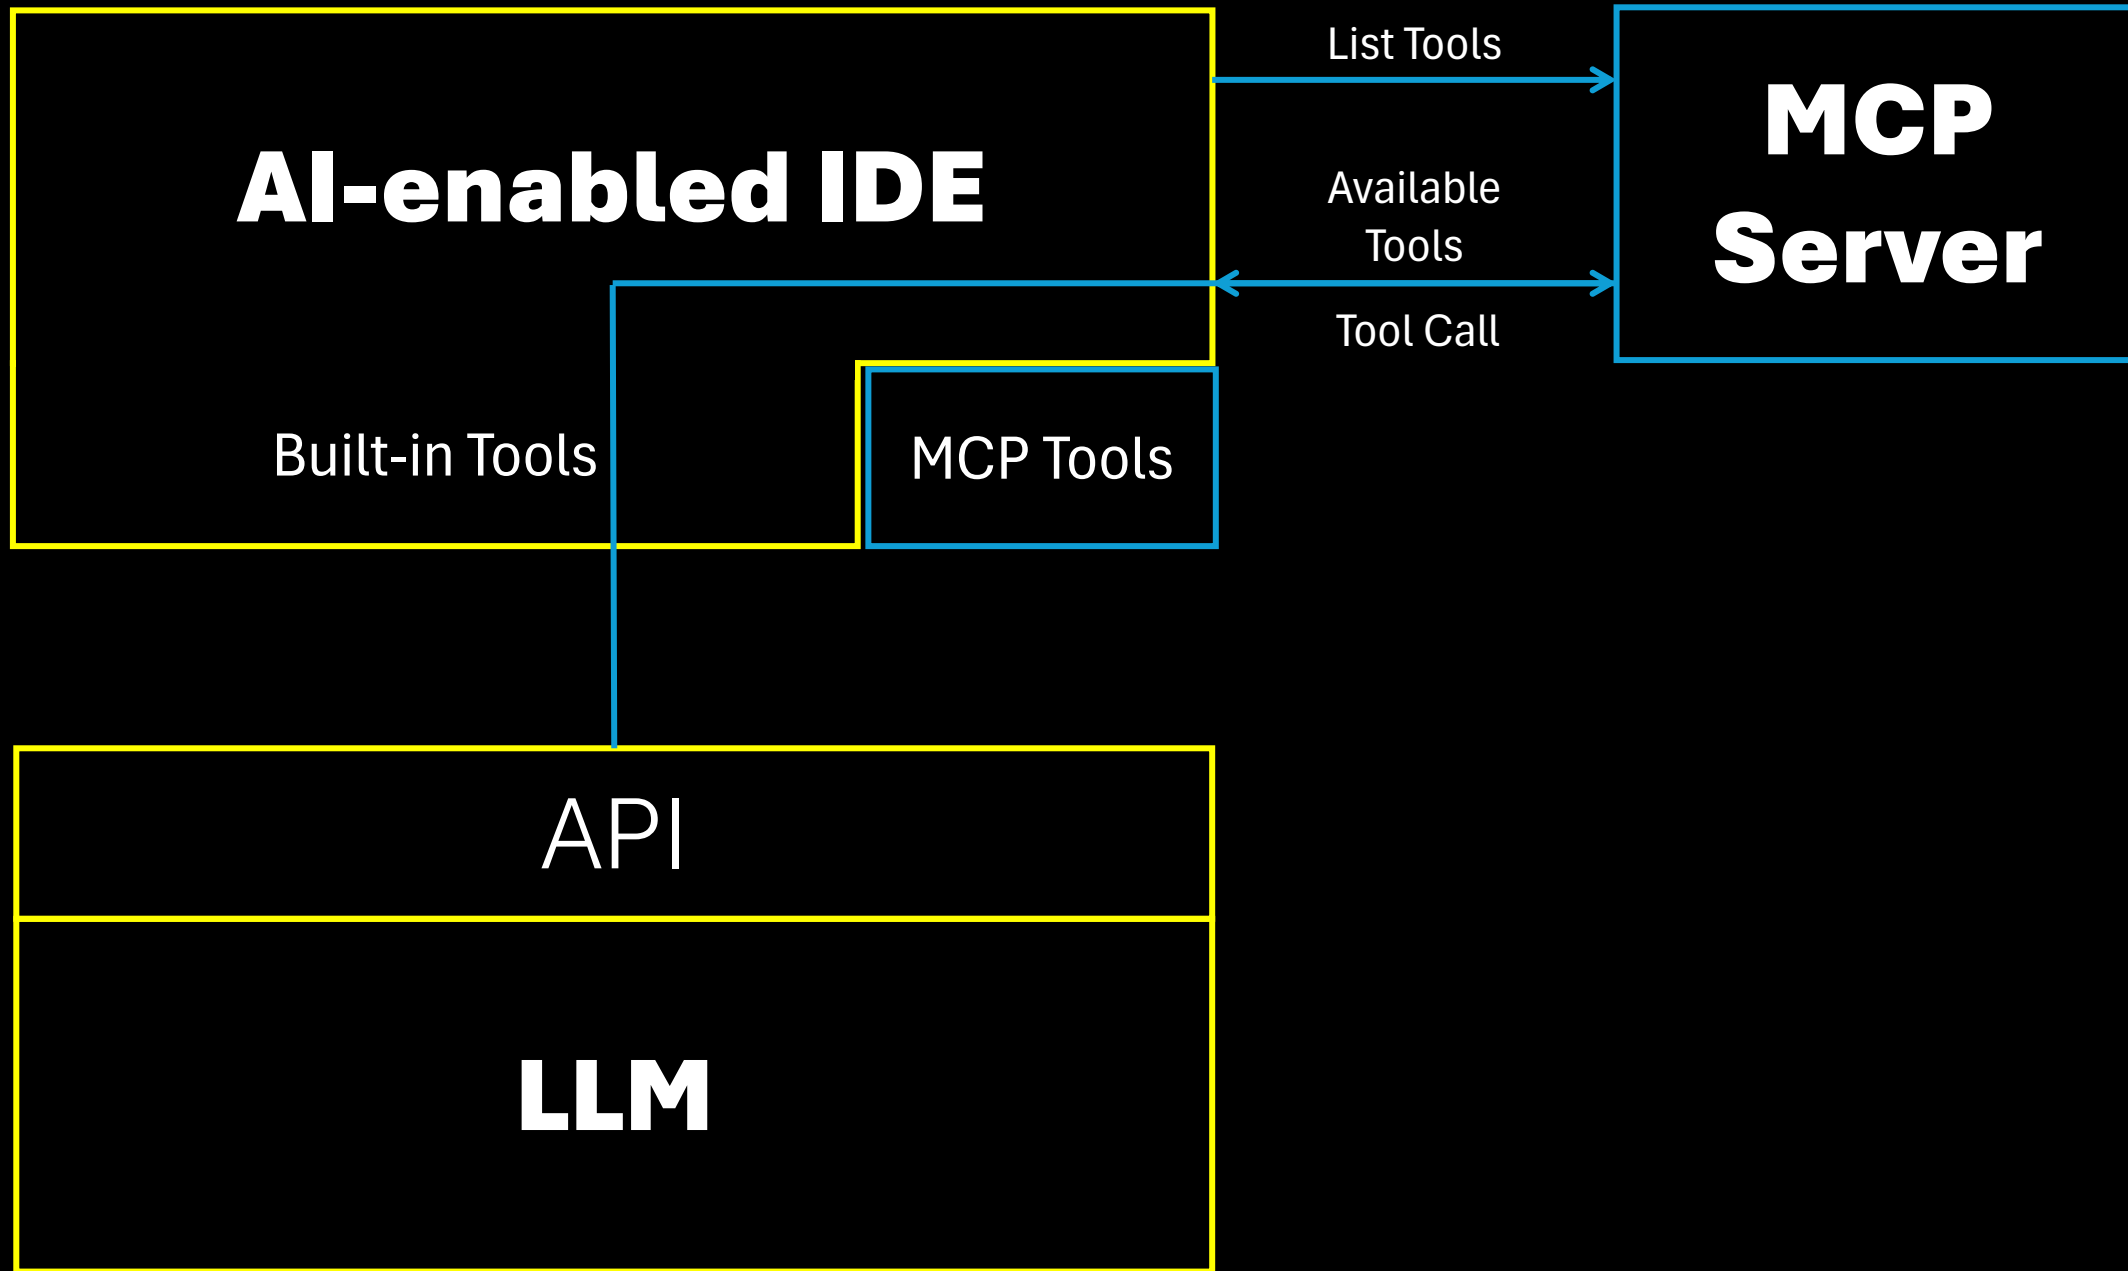 AI-enabled IDE
List Tools
MCP
Server
Available
Tools
Tool Call
Built-in Tools
MCP Tools
API
LLM